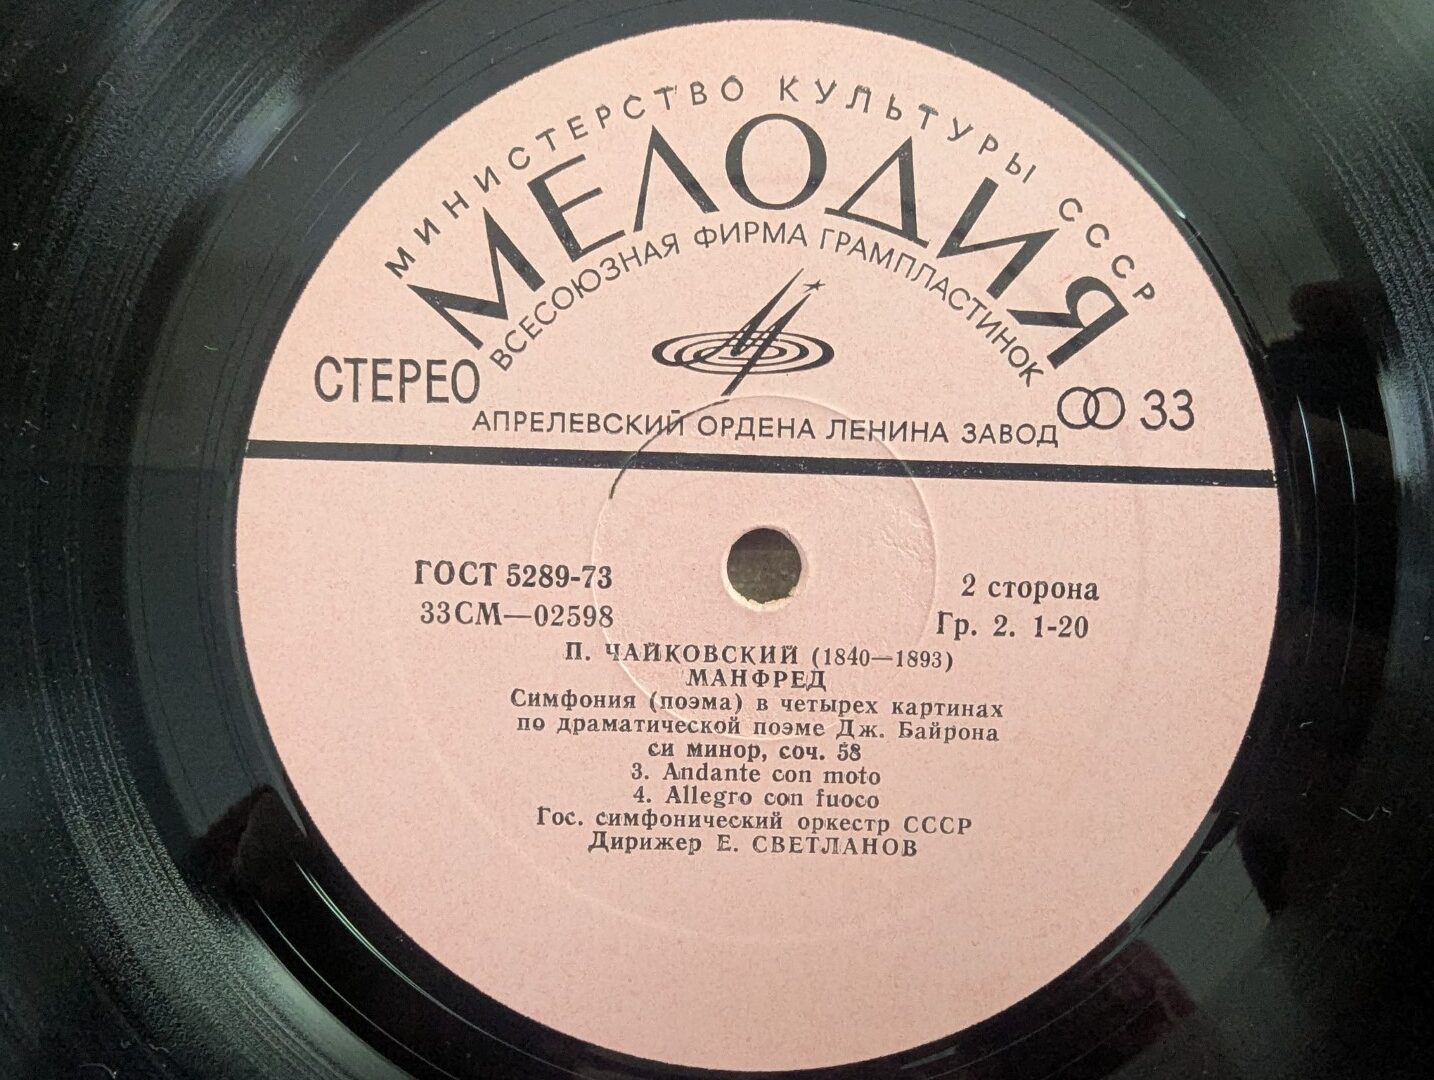 МИНИСТЕРСТВО КУЛЬТУРЫ СССР
МЕЛОДИЯ
ВСЕСОЮЗНАЯ ФИРМА ГРАМПЛАСТИНОК
СТЕРЕО
33
АПРЕЛЕВСКИЙ ОРДЕНА ЛЕНИНА ЗАВОД
ГОСТ 5289-73
2 сторона
33СМ—02598
Гр. 2. 1-20
П. ЧАЙКОВСКИЙ (1840—1893)
МАНФРЕД
Симфония (поэма) в четырех картинах
по драматической поэме Дж. Байрона
си минор, соч. 58
3. Andante con moto
4. Allegro con fuoco
Гос. симфонический оркестр СССР
Дирижер Е. СВЕТЛАНОВ